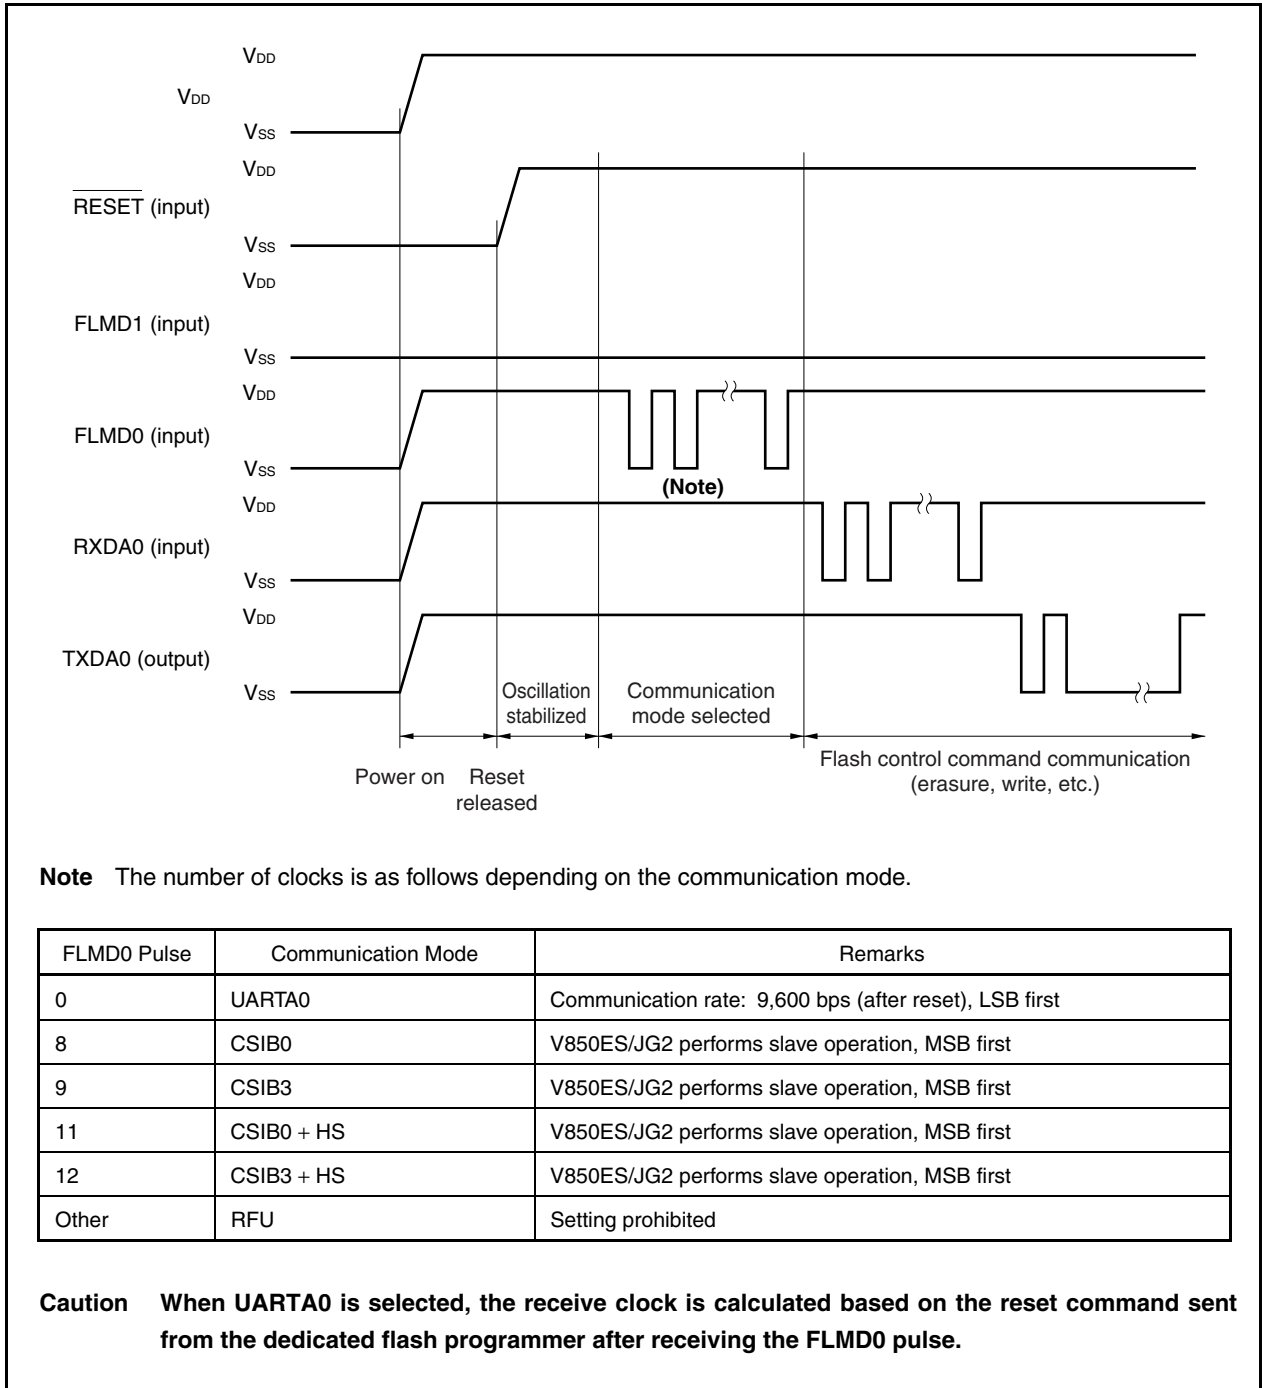 VDD
VDD
VSS
VDD
RESET (input)
VSS
VDD
FLMD1 (input)
VSS
VDD
FLMD0 (input)
VSS
(Note)
VDD
RXDA0 (input)
VSS
VDD
TXDA0 (output)
VSS
Oscillation
stabilized
Communication
mode selected
Power on
Reset
released
Flash control command communication
(erasure, write, etc.)
Note The number of clocks is as follows depending on the communication mode.
FLMD0 Pulse Communication Mode Remarks
0 UARTA0 Communication rate: 9,600 bps (after reset), LSB first
8 CSIB0 V850ES/JG2 performs slave operation, MSB first
9 CSIB3 V850ES/JG2 performs slave operation, MSB first
11 CSIB0 + HS V850ES/JG2 performs slave operation, MSB first
12 CSIB3 + HS V850ES/JG2 performs slave operation, MSB first
Other RFU Setting prohibited
Caution When UARTA0 is selected, the receive clock is calculated based on the reset command sent
from the dedicated flash programmer after receiving the FLMD0 pulse.